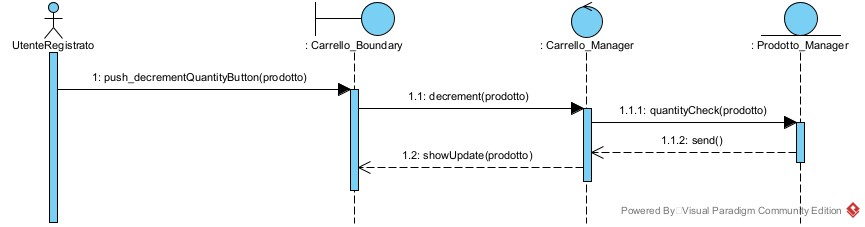 UtenteRegistrato
: Carrello_Boundary
: Carrello_Manager
: Prodotto_Manager
1: push_decrementQuantityButton(prodotto)
1.1: decrement(prodotto)
1.1.1: quantityCheck(prodotto)
1.1.2: send()
1.2: showUpdate(prodotto)
Powered By Visual Paradigm Community Edition